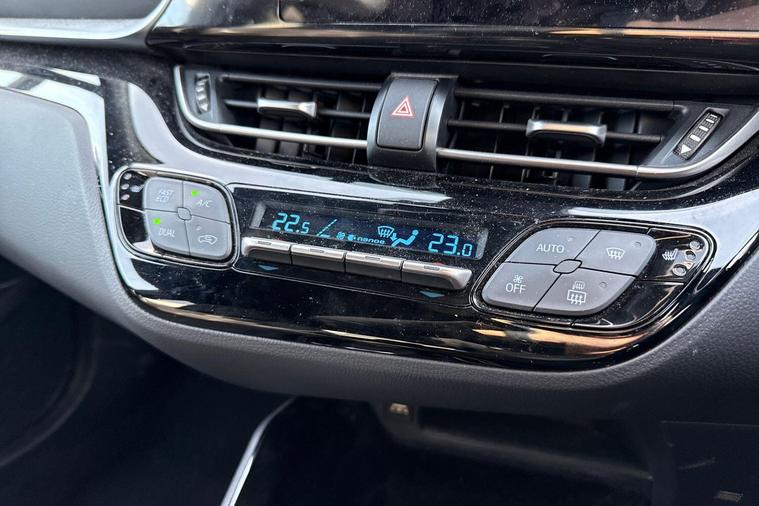 FAST
ECO
A/C
DUAL
22.5
nanoe
23.0
AUTO
OFF